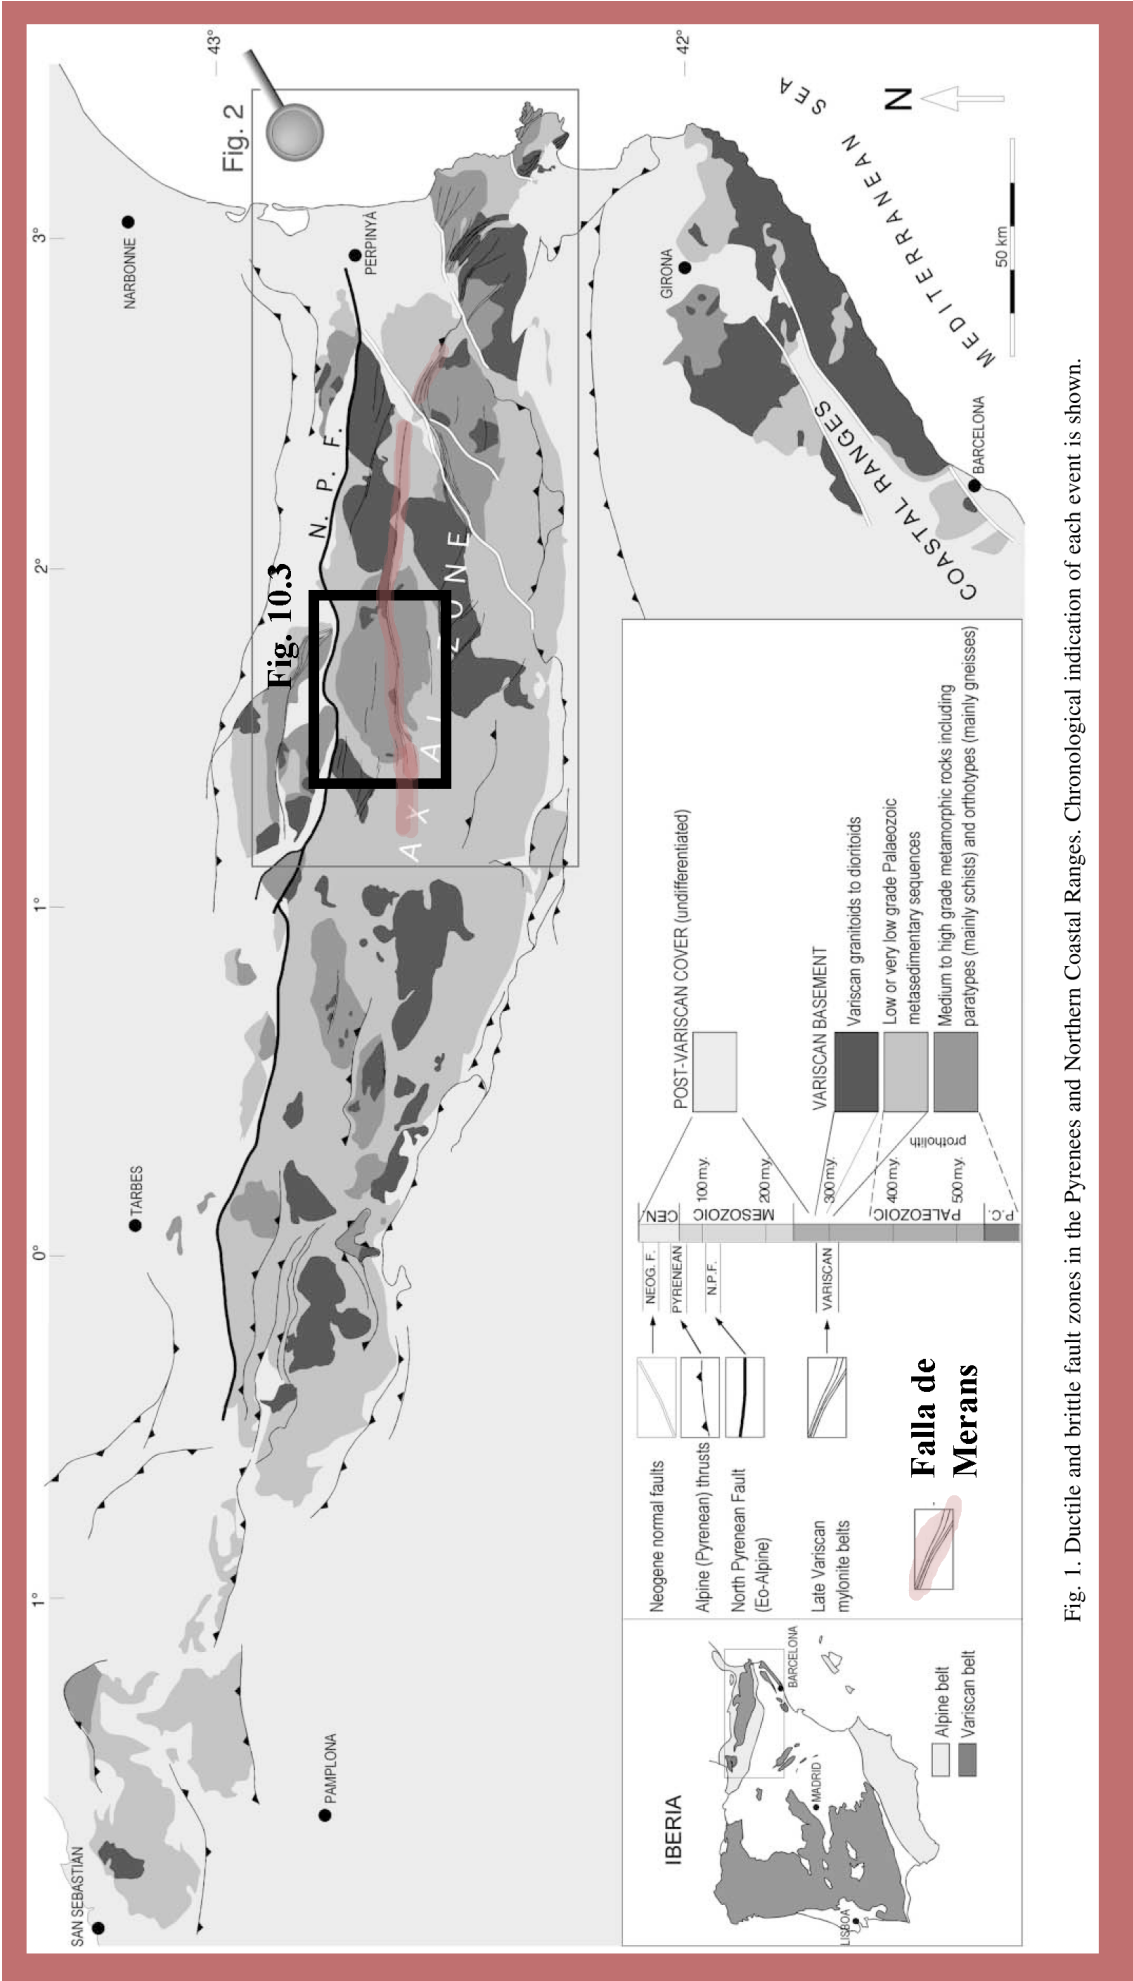 SAN SEBASTIAN
PAMPLONA
TARBES
NARBONNE
PERPINYÀ
GIRONA
BARCELONA
1°
0°
1°
2°
3°
43°
42°
Fig. 2
Fig. 10.3
N. P. F.
AXIAL ZONE
COASTAL RANGES
MEDITERRANEAN
SEA
N
50 km
IBERIA
LISBOA
MADRID
BARCELONA
Alpine belt
Variscan belt
Neogene normal faults
Alpine (Pyrenean) thrusts
North Pyrenean Fault
(Eo-Alpine)
Late Variscan
mylonite belts
Falla de
Merans
NEOG. F.
PYRENEAN
N.P.F.
VARISCAN
CEN.
MESOZOIC
PALEOZOIC
P.C.
100 m.y.
200 m.y.
300 m.y.
400 m.y.
500 m.y.
protholith
POST-VARISCAN COVER (undifferentiated)
VARISCAN BASEMENT
Variscan granitoids to dioritoids
Low or very low grade Palaeozoic
metasedimentary sequences
Medium to high grade metamorphic rocks including
paratypes (mainly schists) and orthotypes (mainly gneisses)
Fig. 1. Ductile and brittle fault zones in the Pyrenees and Northern Coastal Ranges. Chronological indication of each event is shown.